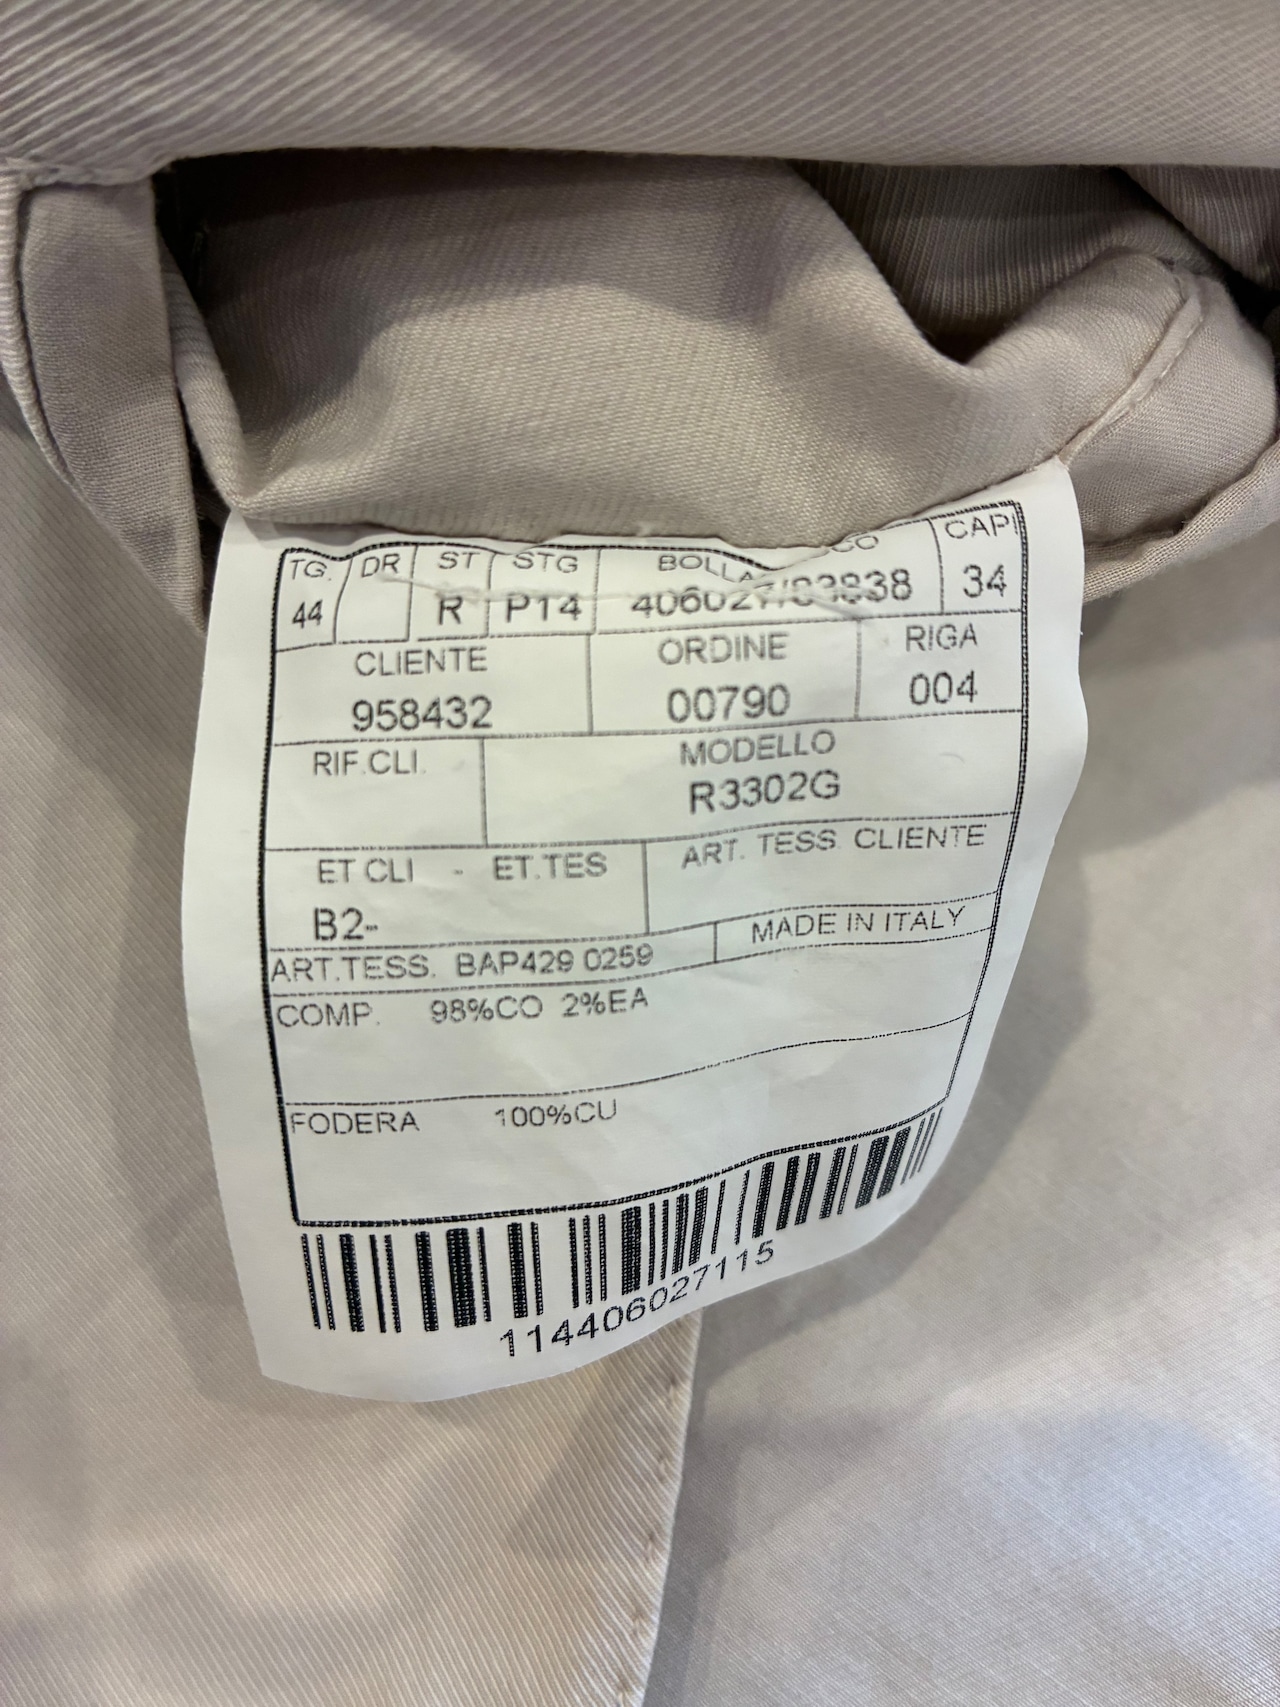 TG. DR ST STG CAPI
44 R P14 34
CLIENTE ORDINE RIGA
958432 00790 004
RIF.CLI. MODELLO
R3302G
ET CLI - ET.TES ART. TESS. CLIENTE
B2-
ART.TESS. BAP429 0259 MADE IN ITALY
COMP. 98%CO 2%EA
FODERA 100%CU
114406027115